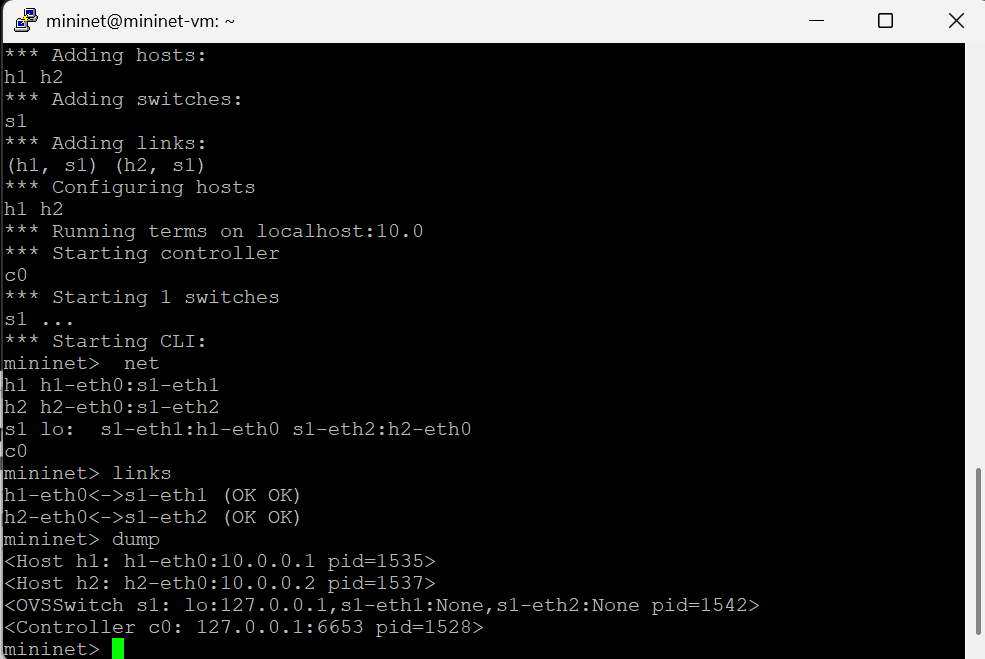 mininet@mininet-vm: ~
*** Adding hosts:
h1 h2
*** Adding switches:
s1
*** Adding links:
(h1, s1) (h2, s1)
*** Configuring hosts
h1 h2
*** Running terms on localhost:10.0
*** Starting controller
c0
*** Starting 1 switches
s1 ...
*** Starting CLI:
mininet>  net
h1 h1-eth0:s1-eth1
h2 h2-eth0:s1-eth2
s1 lo:  s1-eth1:h1-eth0 s1-eth2:h2-eth0
c0
mininet> links
h1-eth0<->s1-eth1 (OK OK)
h2-eth0<->s1-eth2 (OK OK)
mininet> dump
<Host h1: h1-eth0:10.0.0.1 pid=1535>
<Host h2: h2-eth0:10.0.0.2 pid=1537>
<OVSSwitch s1: lo:127.0.0.1,s1-eth1:None,s1-eth2:None pid=1542>
<Controller c0: 127.0.0.1:6653 pid=1528>
mininet>